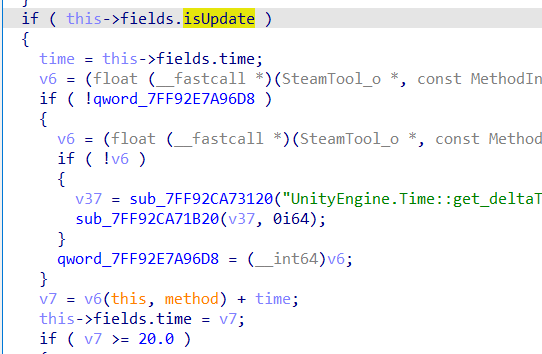 }
if ( this->fields.isUpdate )
{
time = this->fields.time;
v6 = (float (__fastcall *)(SteamTool_o *, const MethodIn
if ( !qword_7FF92E7A96D8 )
{
v6 = (float (__fastcall *)(SteamTool_o *, const Method
if ( !v6 )
{
v37 = sub_7FF92CA73120("UnityEngine.Time::get_deltaT
sub_7FF92CA71B20(v37, 0i64);
}
qword_7FF92E7A96D8 = (__int64)v6;
}
v7 = v6(this, method) + time;
this->fields.time = v7;
if ( v7 >= 20.0 )
{